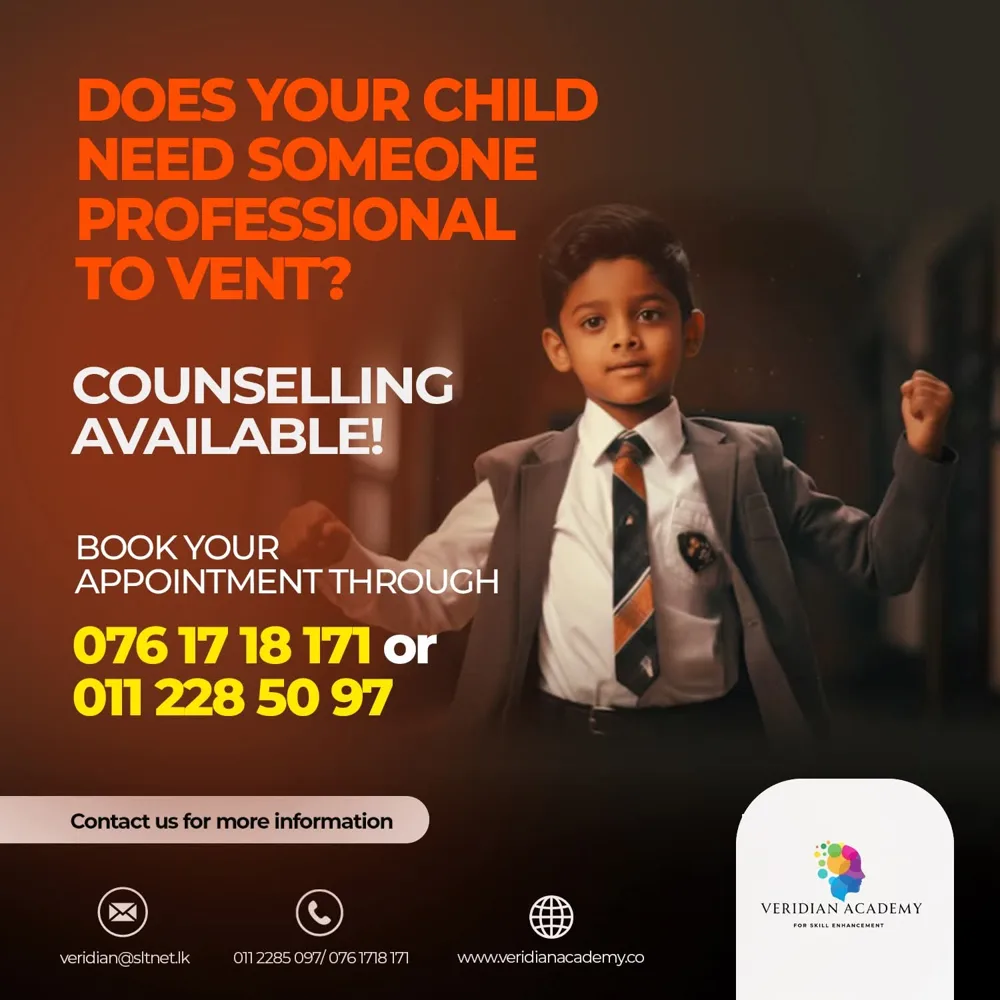 DOES YOUR CHILD
NEED SOMEONE
PROFESSIONAL
TO VENT?
COUNSELLING
AVAILABLE!
BOOK YOUR
APPOINTMENT THROUGH
076 17 18 171 or
011 228 50 97
Contact us for more information
veridian@sltnet.lk
011 2285 097/ 076 1718 171
www.veridianacademy.co
VERIDIAN ACADEMY
FOR SKILL ENHANCEMENT